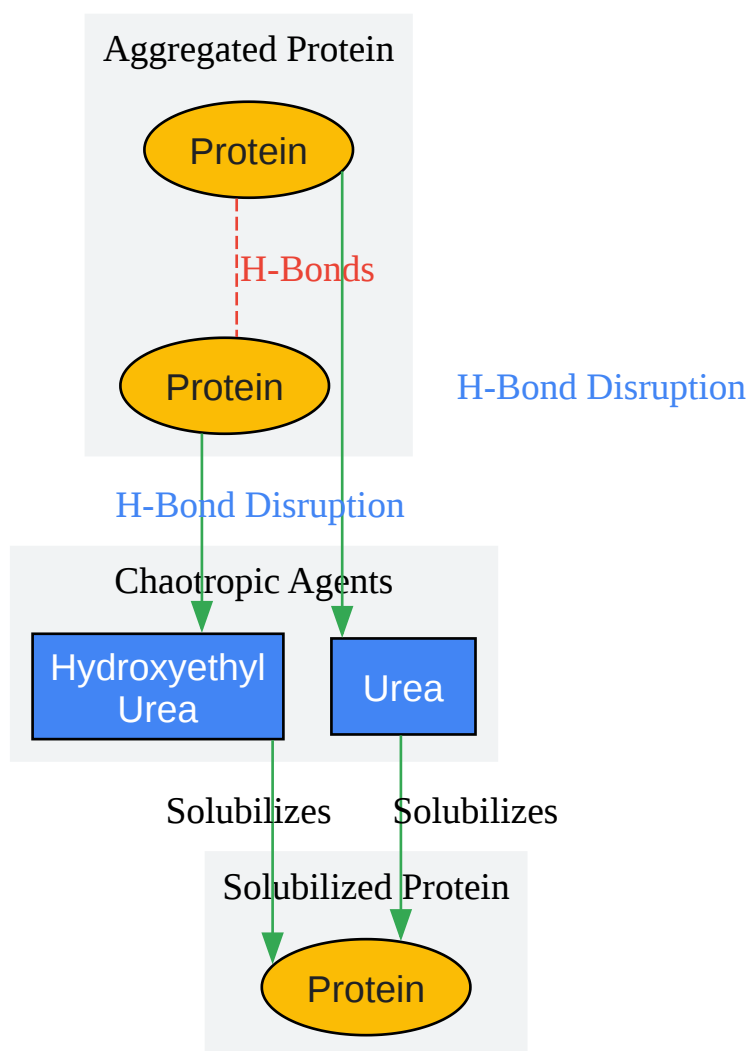 Aggregated Protein
Protein
H-Bonds
Protein
H-Bond Disruption
H-Bond Disruption
Chaotropic Agents
Hydroxyethyl
Urea
Urea
Solubilizes
Solubilizes
Solubilized Protein
Protein